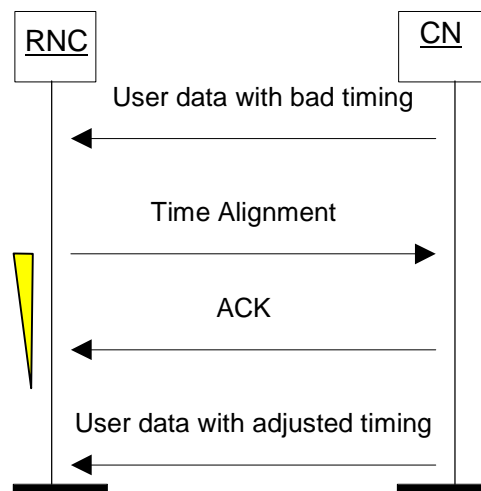 RNC
CN
User data with bad timing
Time Alignment
ACK
User data with adjusted timing